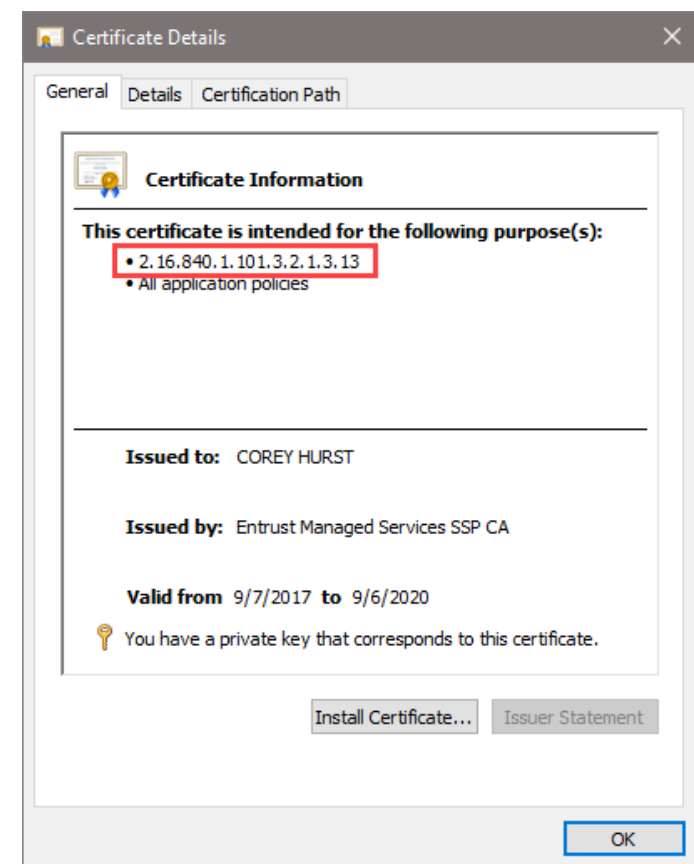 Certificate Details
General Details Certification Path
Certificate Information
This certificate is intended for the following purpose(s):
• 2.16.840.1.101.3.2.1.3.13
• All application policies
Issued to: COREY HURST
Issued by: Entrust Managed Services SSP CA
Valid from 9/7/2017 to 9/6/2020
You have a private key that corresponds to this certificate.
Install Certificate... Issuer Statement
OK